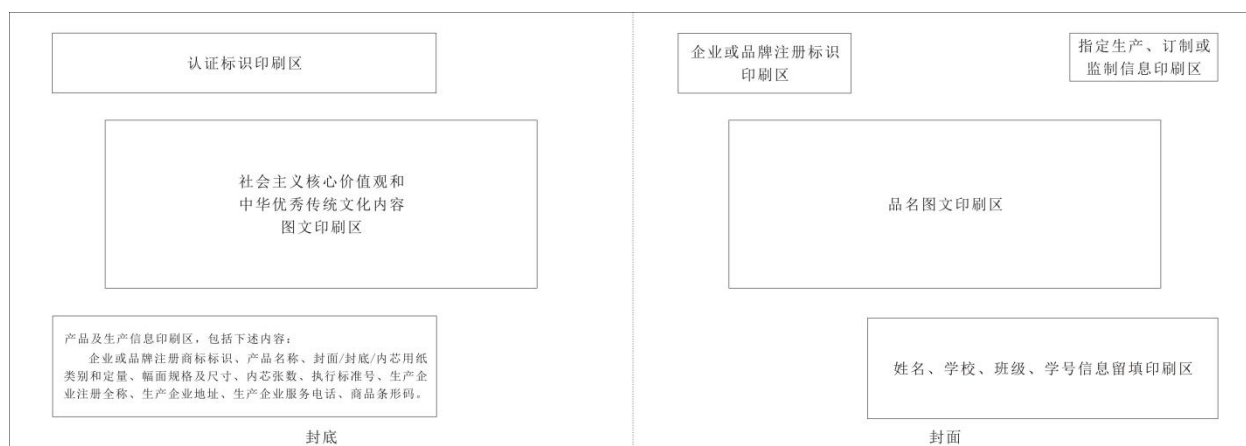 认证标识印刷区
社会主义核心价值观和
中华优秀传统文化内容
图文印刷区
产品及生产信息印刷区，包括下述内容：
企业或品牌注册商标标识、产品名称、封面/封底/内芯用纸
类别和定量、幅面规格及尺寸、内芯张数、执行标准号、生产企
业注册全称、生产企业地址、生产企业服务电话、商品条形码。
封底
企业或品牌注册标识
印刷区
指定生产、订制或
监制信息印刷区
品名图文印刷区
姓名、学校、班级、学号信息留填印刷区
封面